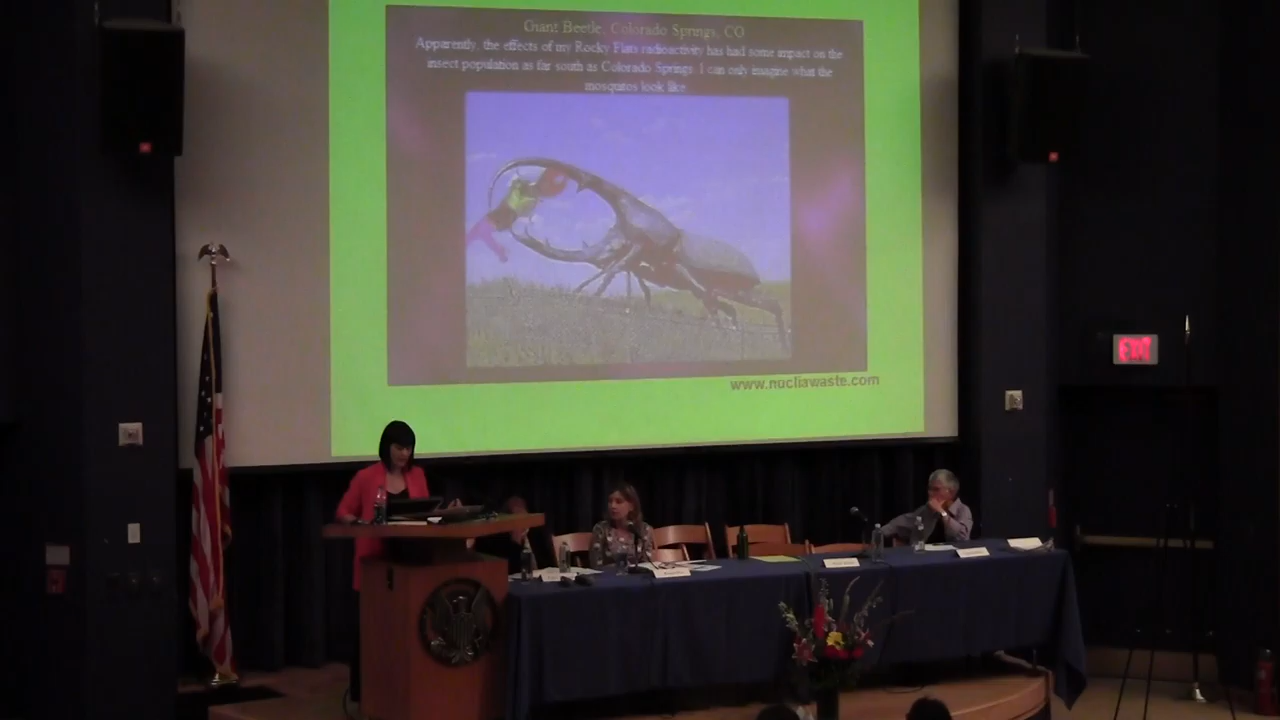 Giant Beetle, Colorado Springs, CO
Apparently, the effects of my Rocky Flats radioactivity has had some impact on the
insect population as far south as Colorado Springs. I can only imagine what the
mosquitos look like
www.nucliawaste.com
EXIT